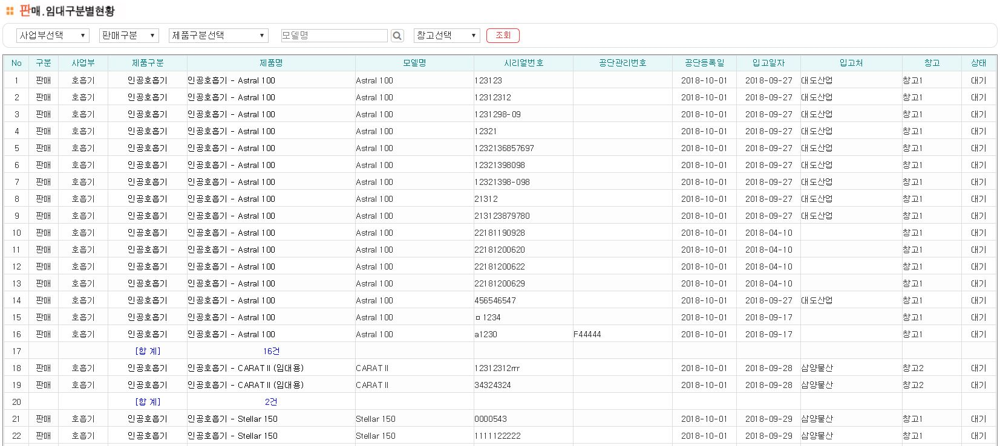 판매.임대구분별현황
사업부선택 판매구분 제품구분선택 모델명 창고선택 조회
No 구분 사업부 제품구분 제품명 모델명 시리얼번호 공단관리번호 공단등록일 입고일자 입고처 창고 상태
1 판매 호흡기 인공호흡기 인공호흡기 - Astral 100 Astral 100 123123 2018-10-01 2018-09-27 대도산업 창고1 대기
2 판매 호흡기 인공호흡기 인공호흡기 - Astral 100 Astral 100 12312312 2018-10-01 2018-09-27 대도산업 창고1 대기
3 판매 호흡기 인공호흡기 인공호흡기 - Astral 100 Astral 100 1231298-09 2018-10-01 2018-09-27 대도산업 창고1 대기
4 판매 호흡기 인공호흡기 인공호흡기 - Astral 100 Astral 100 12321 2018-10-01 2018-09-27 대도산업 창고1 대기
5 판매 호흡기 인공호흡기 인공호흡기 - Astral 100 Astral 100 1232136857697 2018-10-01 2018-09-27 대도산업 창고1 대기
6 판매 호흡기 인공호흡기 인공호흡기 - Astral 100 Astral 100 12321398098 2018-10-01 2018-09-27 대도산업 창고1 대기
7 판매 호흡기 인공호흡기 인공호흡기 - Astral 100 Astral 100 12321398-098 2018-10-01 2018-09-27 대도산업 창고1 대기
8 판매 호흡기 인공호흡기 인공호흡기 - Astral 100 Astral 100 21312 2018-10-01 2018-09-27 대도산업 창고1 대기
9 판매 호흡기 인공호흡기 인공호흡기 - Astral 100 Astral 100 213123879780 2018-10-01 2018-09-27 대도산업 창고1 대기
10 판매 호흡기 인공호흡기 인공호흡기 - Astral 100 Astral 100 22181190928 2018-10-01 2018-04-10 창고1 대기
11 판매 호흡기 인공호흡기 인공호흡기 - Astral 100 Astral 100 22181200620 2018-10-01 2018-04-10 창고1 대기
12 판매 호흡기 인공호흡기 인공호흡기 - Astral 100 Astral 100 22181200622 2018-10-01 2018-04-10 창고1 대기
13 판매 호흡기 인공호흡기 인공호흡기 - Astral 100 Astral 100 22181200629 2018-10-01 2018-04-10 창고1 대기
14 판매 호흡기 인공호흡기 인공호흡기 - Astral 100 Astral 100 456546547 2018-10-01 2018-09-27 대도산업 창고1 대기
15 판매 호흡기 인공호흡기 인공호흡기 - Astral 100 Astral 100 ㅁ1234 2018-10-01 2018-09-17 창고1 대기
16 판매 호흡기 인공호흡기 인공호흡기 - Astral 100 Astral 100 a1230 F44444 2018-10-01 2018-09-17 창고1 대기
17 [합 계] 16건
18 판매 호흡기 인공호흡기 인공호흡기 - CARAT II (임대용) CARAT II 12312312rrr 2018-10-01 2018-09-28 삼양물산 창고2 대기
19 판매 호흡기 인공호흡기 인공호흡기 - CARAT II (임대용) CARAT II 34324324 2018-10-01 2018-09-28 삼양물산 창고2 대기
20 [합 계] 2건
21 판매 호흡기 인공호흡기 인공호흡기 - Stellar 150 Stellar 150 0000543 2018-10-01 2018-09-29 삼양물산 창고1 대기
22 판매 호흡기 인공호흡기 인공호흡기 - Stellar 150 Stellar 150 1111122222 2018-10-01 2018-09-29 삼양물산 창고1 대기